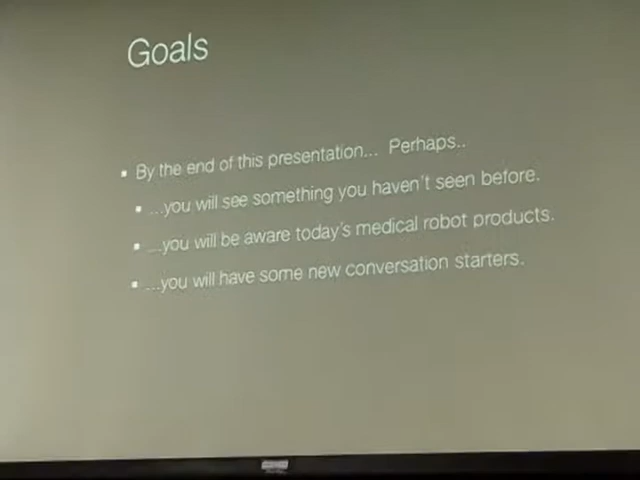 Goals
By the end of this presentation... Perhaps..
...you will see something you haven't seen before.
...you will be aware today's medical robot products.
...you will have some new conversation starters.